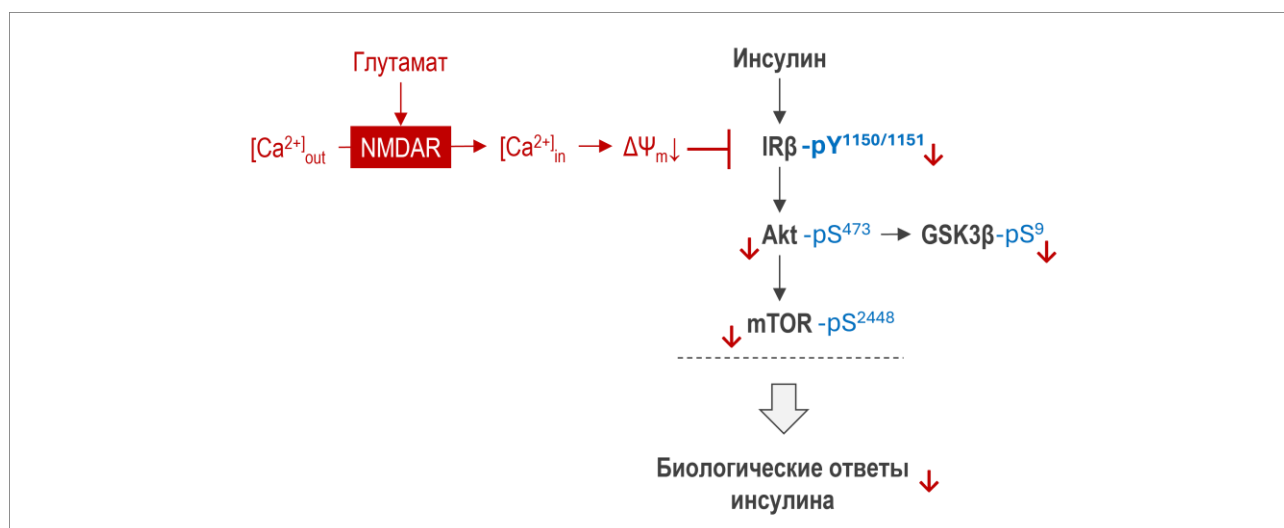 Глутамат
Инсулин
[Ca²⁺]out NMDAR [Ca²⁺]in ΔΨm↓ IRβ -pY¹¹⁵⁰/¹¹⁵¹ ↓
↓ Akt -pS⁴⁷³ GSK3β-pS⁹ ↓
↓ mTOR -pS²⁴⁴⁸
Биологические ответы ↓
инсулина